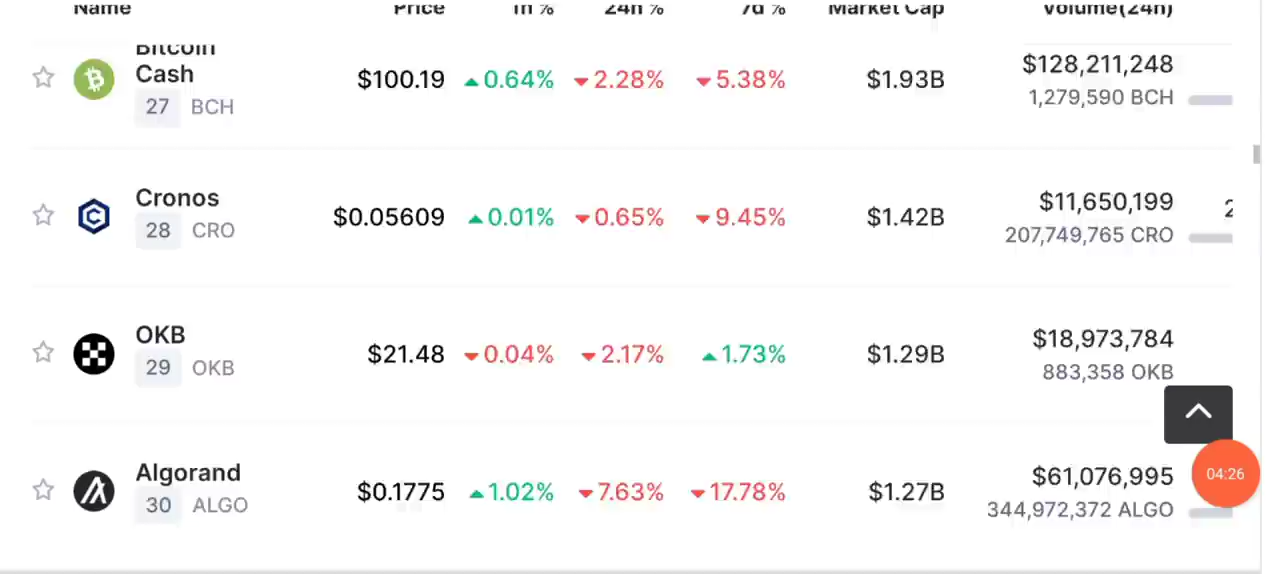 Name Price 1h % 24h % 7d % Market Cap Volume(24h)
Bitcoin
Cash
27 BCH
$100.19 0.64% 2.28% 5.38% $1.93B
$128,211,248
1,279,590 BCH
Cronos
28 CRO
$0.05609 0.01% 0.65% 9.45% $1.42B
$11,650,199
207,749,765 CRO
2
OKB
29 OKB
$21.48 0.04% 2.17% 1.73% $1.29B
$18,973,784
883,358 OKB
Algorand
30 ALGO
$0.1775 1.02% 7.63% 17.78% $1.27B
$61,076,995
344,972,372 ALGO
04:26